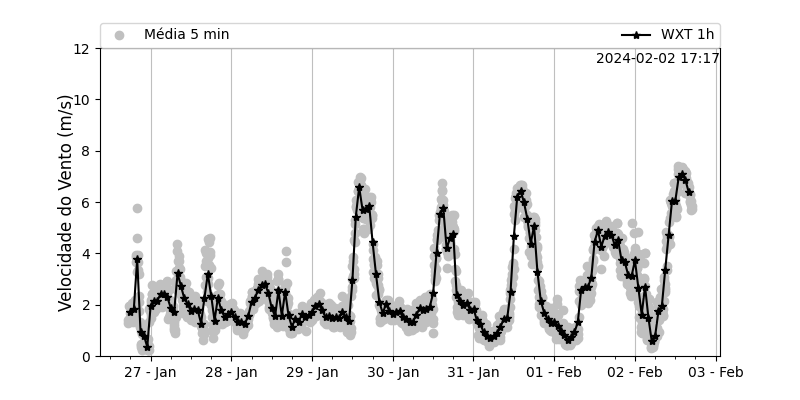 Média 5 min
WXT 1h
2024-02-02 17:17
Velocidade do Vento (m/s)
12
10
8
6
4
2
0
27 - Jan
28 - Jan
29 - Jan
30 - Jan
31 - Jan
01 - Feb
02 - Feb
03 - Feb